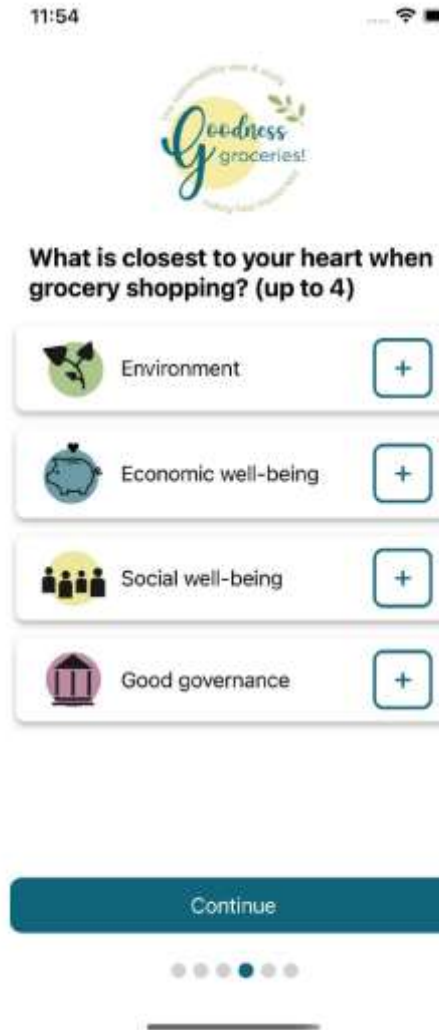 11:54
Goodness
groceries!
What is closest to your heart when
grocery shopping? (up to 4)
Environment
+
Economic well-being
+
Social well-being
+
Good governance
+
Continue